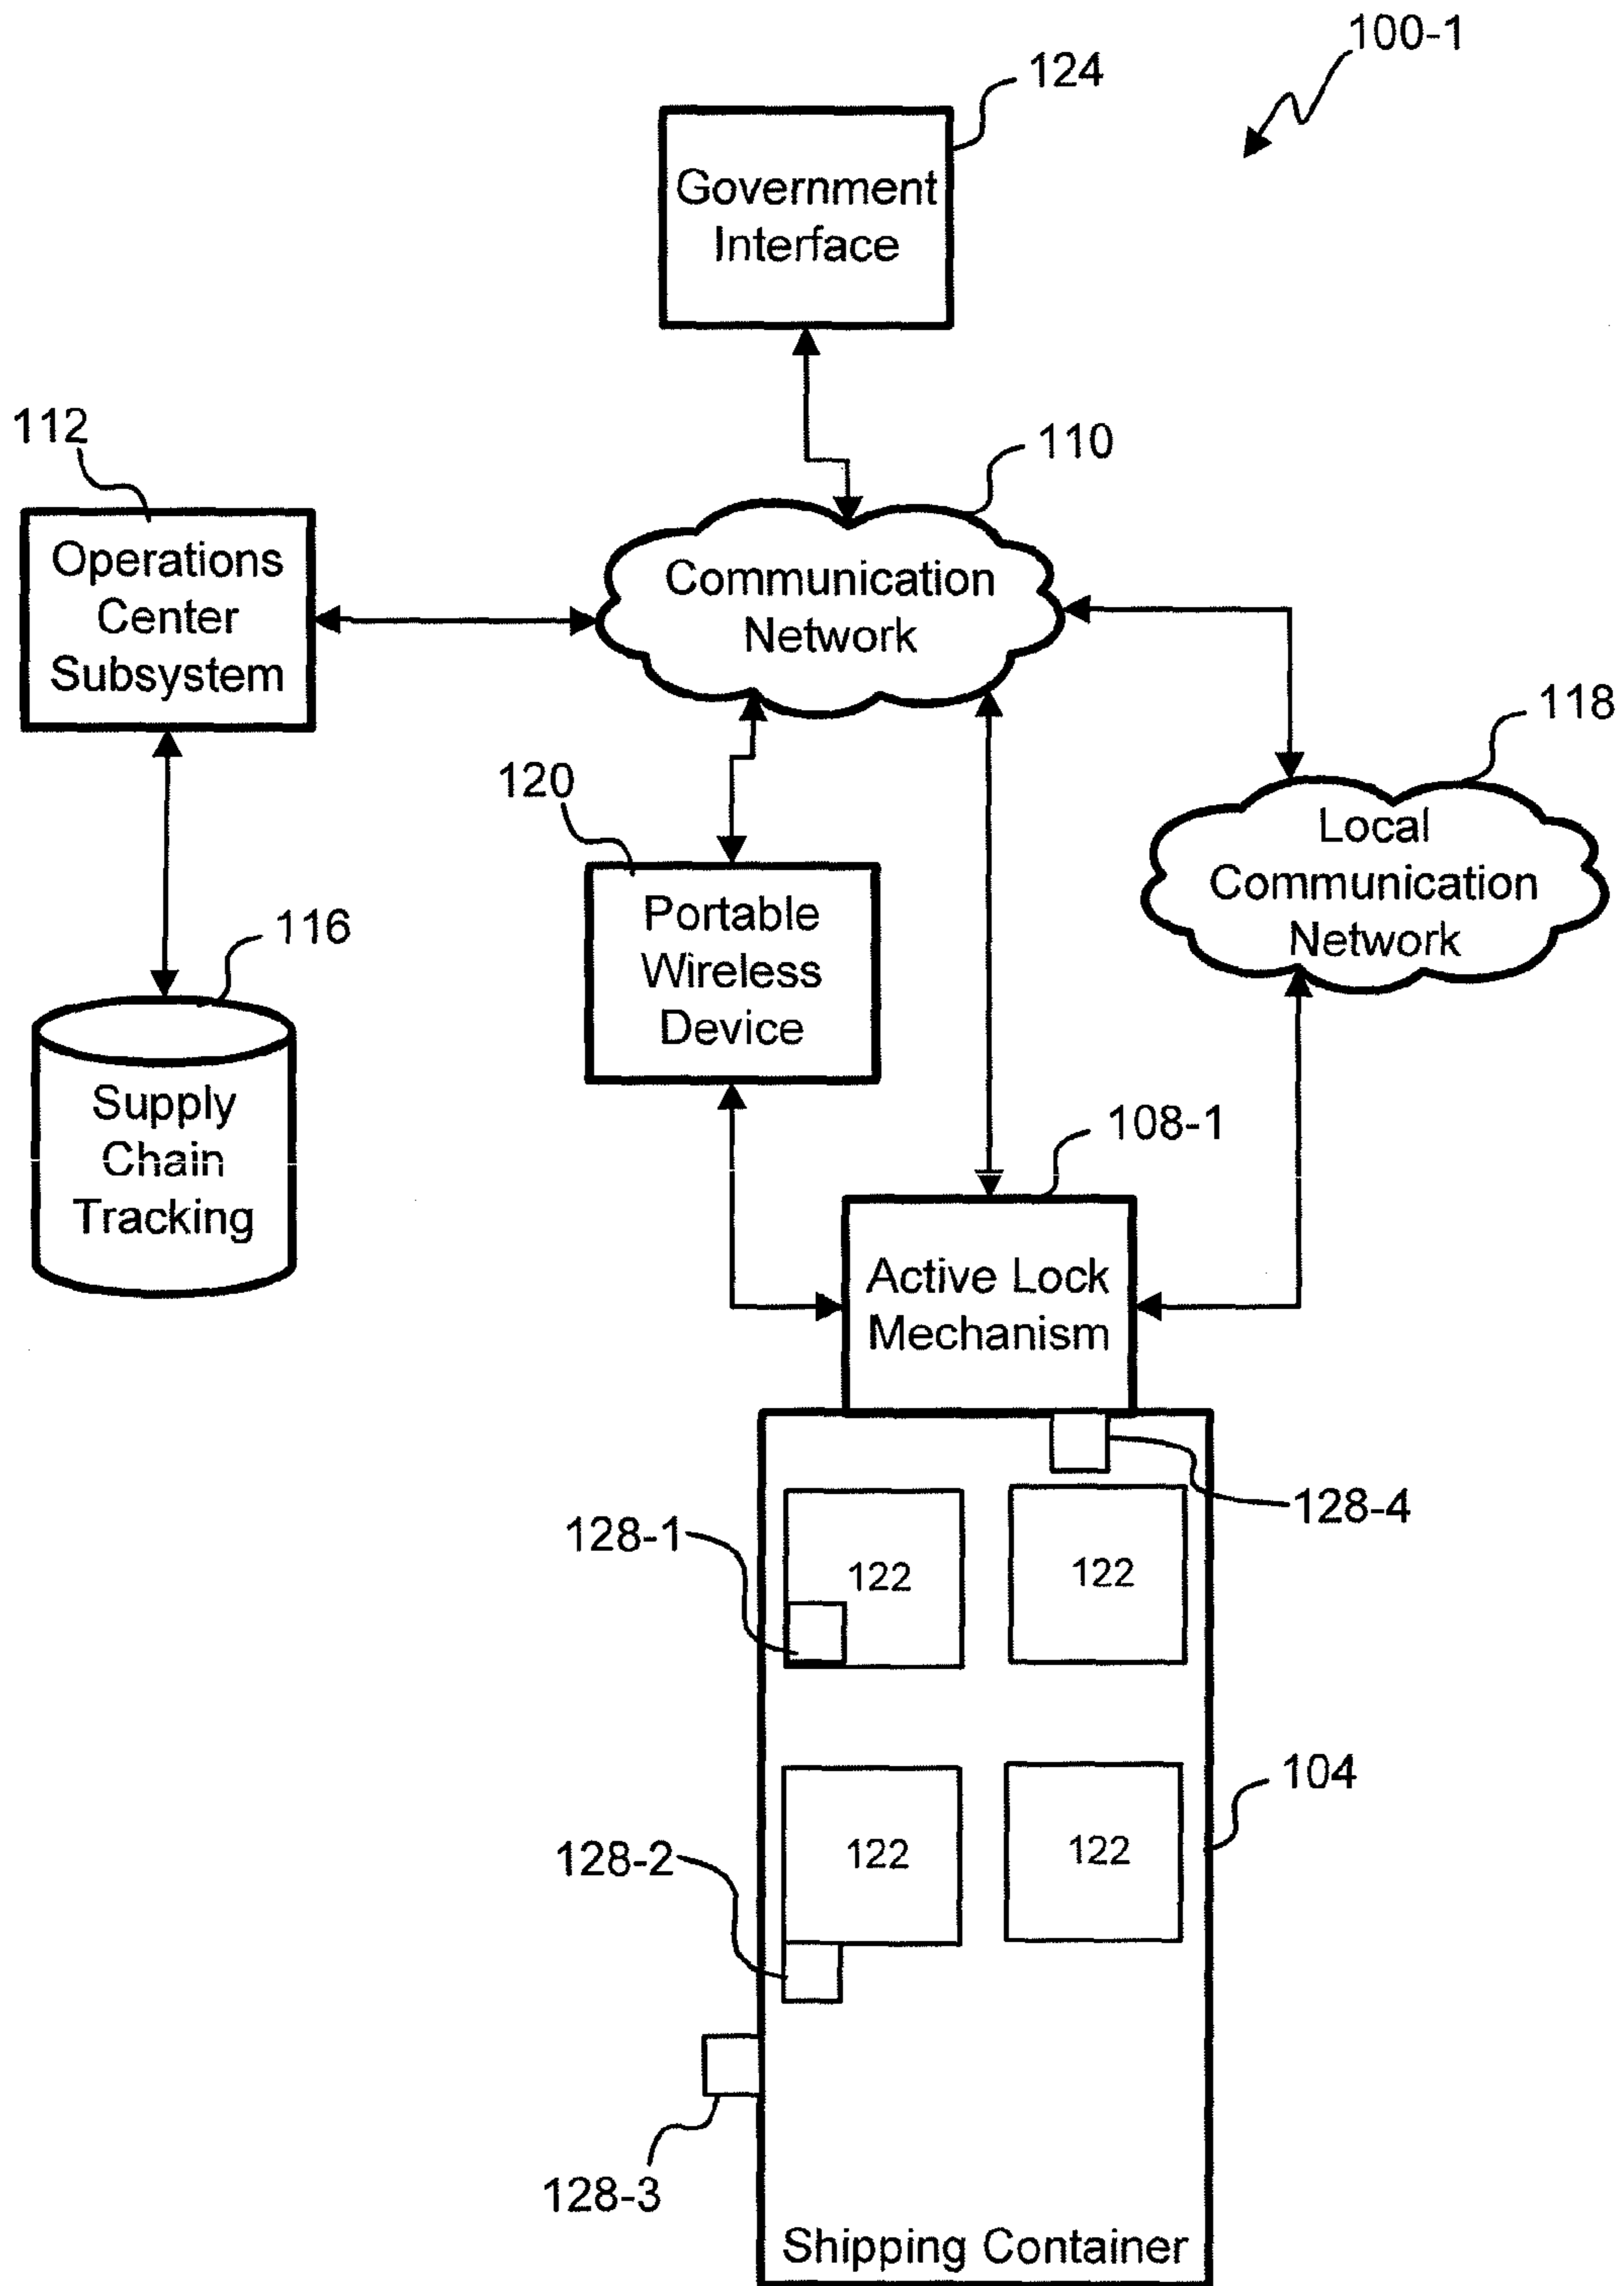 100-1
124
Government
Interface
112
110
Operations
Center
Subsystem
Communication
Network
118
120
Local
Communication
Network
Portable
Wireless
Device
116
Supply
Chain
Tracking
108-1
Active Lock
Mechanism
128-4
128-1
122
122
104
128-2
122
122
128-3
Shipping Container